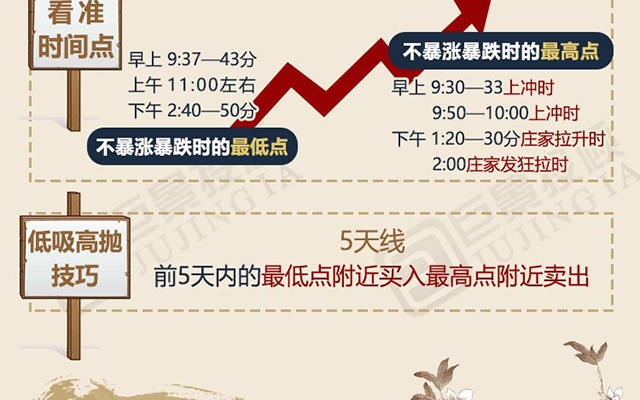 看准
时间点
早上 9:37—43分
上午 11:00左右
下午 2:40—50分
不暴涨暴跌时的最低点
不暴涨暴跌时的最高点
早上 9:30—33上冲时
9:50—10:00上冲时
下午 1:20—30分庄家拉升时
2:00庄家发狂拉时
低吸高抛
技巧
5天线
前5天内的最低点附近买入最高点附近卖出